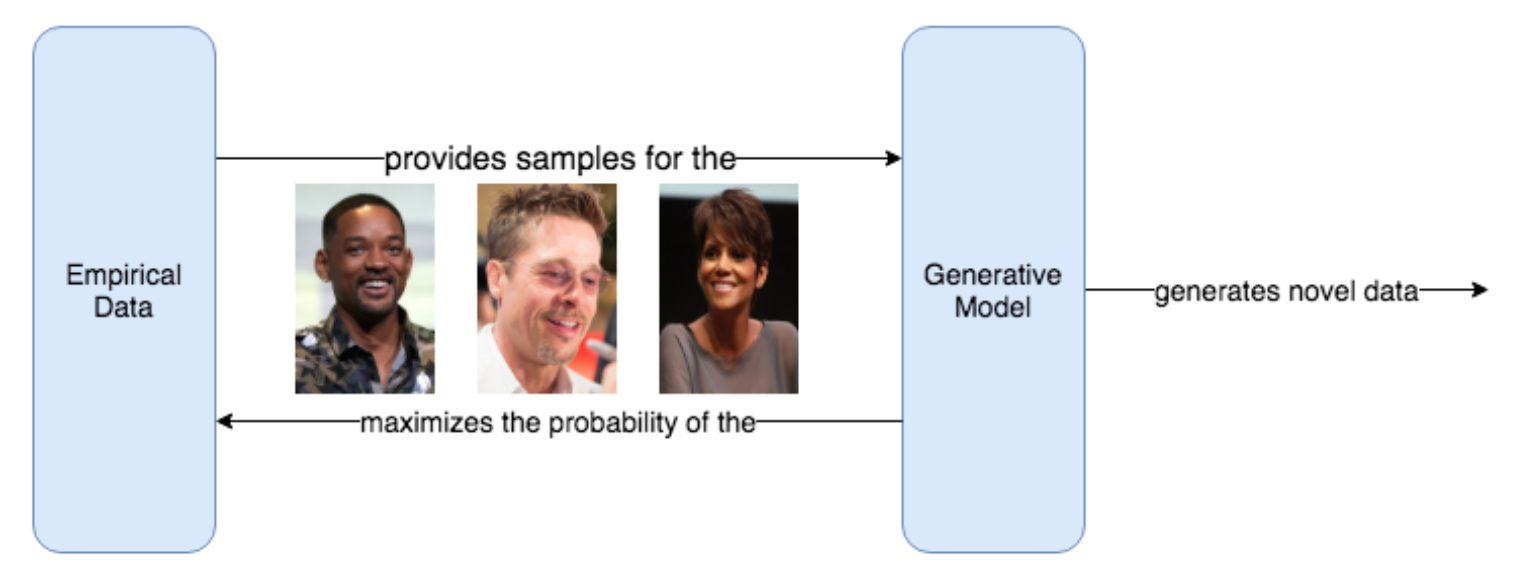 provides samples for the
Empirical
Data
Generative
Model
generates novel data
maximizes the probability of the